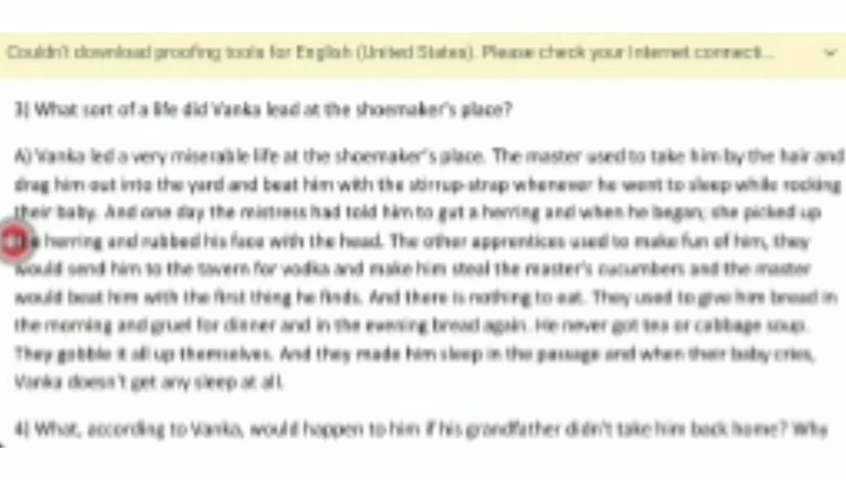 Couldn't download proofing tools for English (United States). Please check your Internet connecti...
3) What sort of a life did Vanka lead at the shoemaker's place?
A) Vanka led a very miserable life at the shoemaker's place. The master used to take him by the hair and
drag him out into the yard and beat him with the stirrup-strap whenever he went to sleep while rocking
their baby. And one day the mistress had told him to gut a herring and when he began, she picked up
herring and rubbed his face with the head. The other apprentices used to make fun of him, they
would send him to the tavern for vodka and make him steal the master's cucumbers and the master
would beat him with the first thing he finds. And there is nothing to eat. They used to give him bread in
the morning and gruel for dinner and in the evening bread again. He never got tea or cabbage soup.
They gobble it all up themselves. And they made him sleep in the passage and when their baby cries,
Vanka doesn't get any sleep at all.
4) What, according to Vanka, would happen to him if his grandfather didn't take him back home? Why